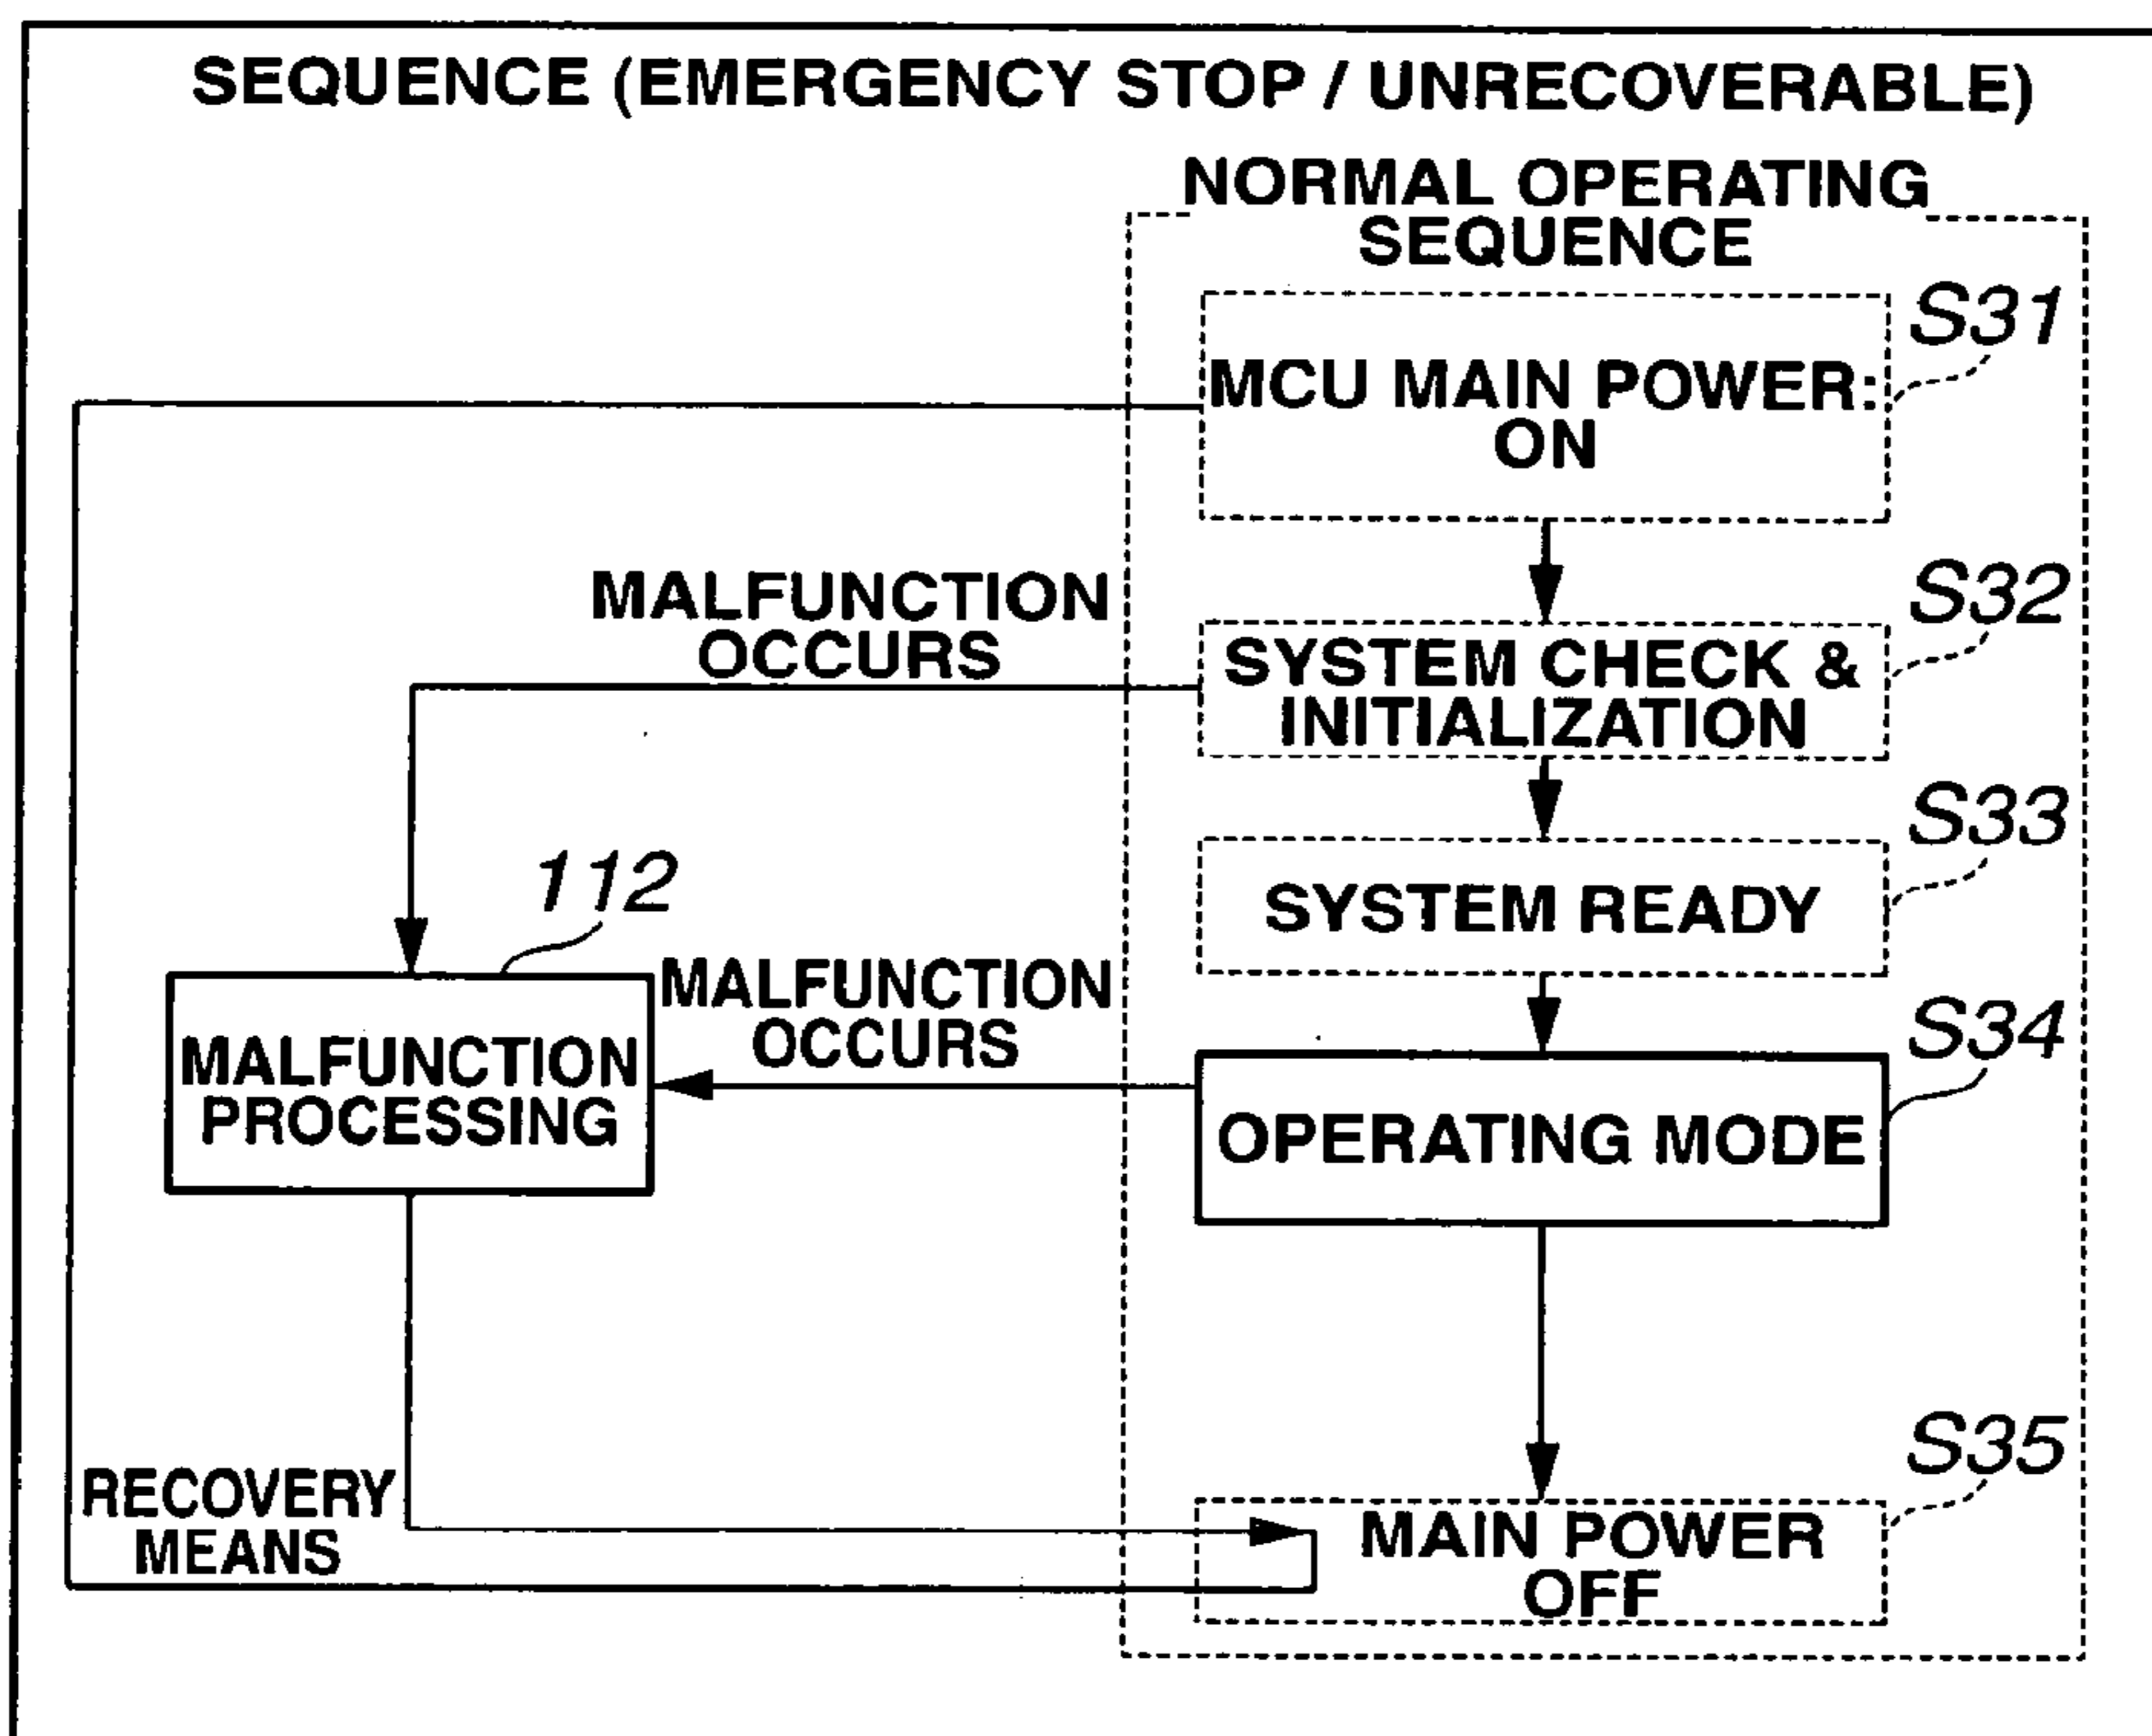 SEQUENCE (EMERGENCY STOP / UNRECOVERABLE)
NORMAL OPERATING
SEQUENCE
S31
MCU MAIN POWER:
ON
MALFUNCTION
OCCURS
S32
SYSTEM CHECK &
INITIALIZATION
S33
SYSTEM READY
112
MALFUNCTION
OCCURS
MALFUNCTION
PROCESSING
S34
OPERATING MODE
RECOVERY
MEANS
S35
MAIN POWER
OFF